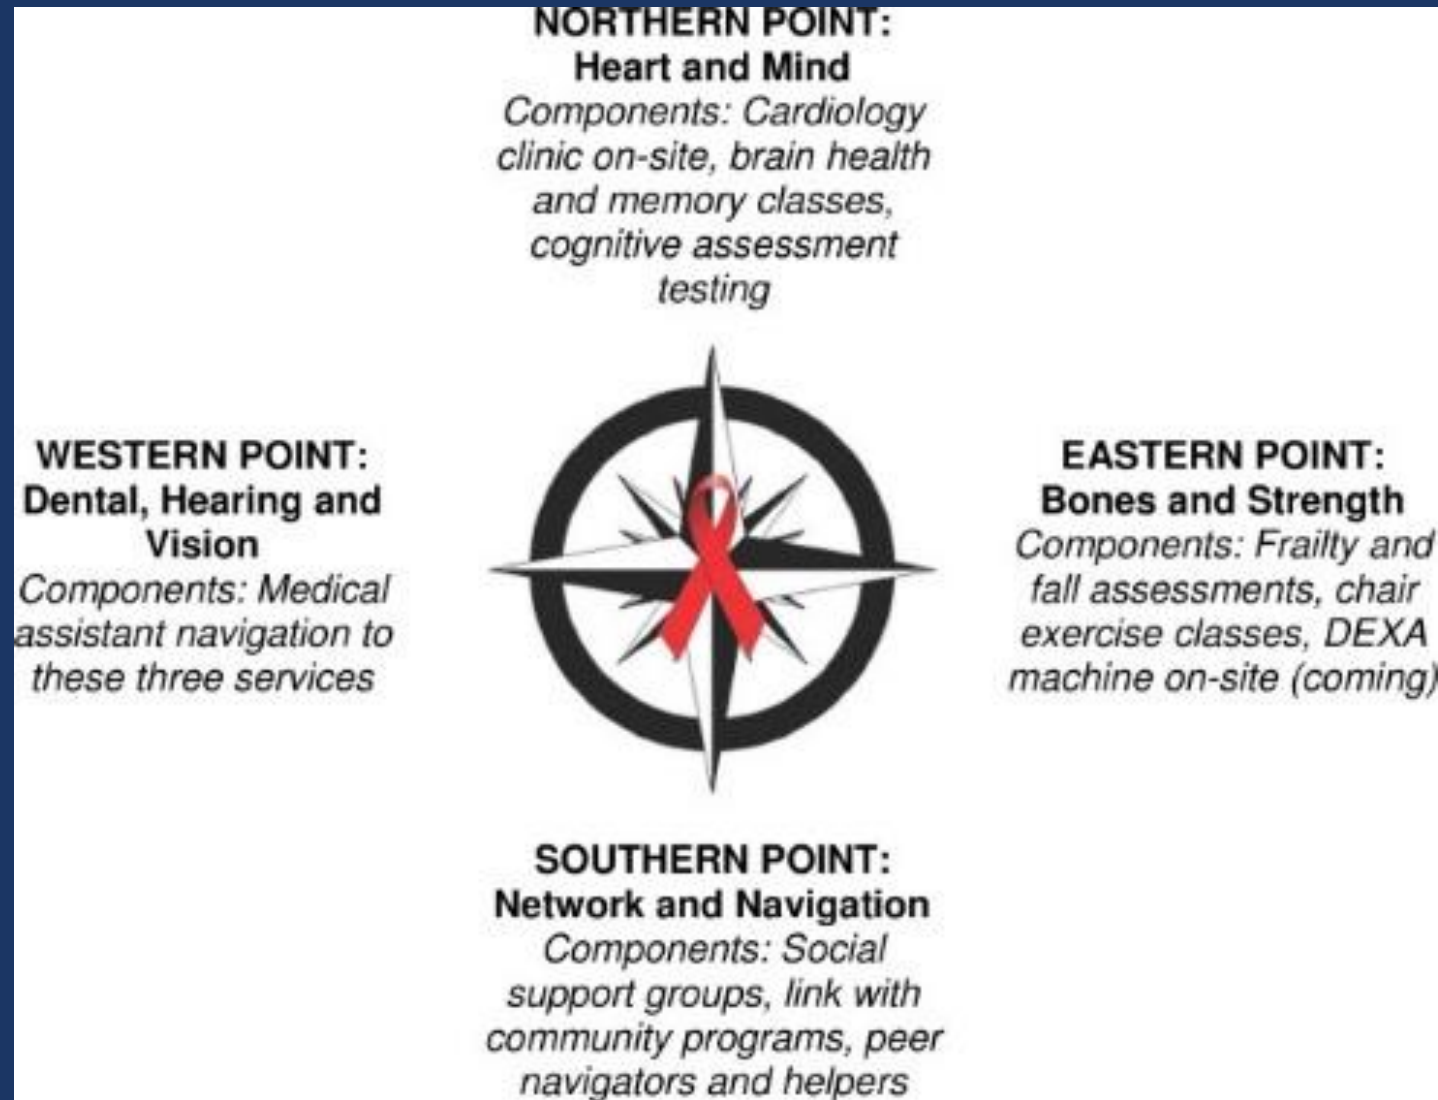 NORTHERN POINT:
Heart and Mind
Components: Cardiology
clinic on-site, brain health
and memory classes,
cognitive assessment
testing
WESTERN POINT:
Dental, Hearing and
Vision
Components: Medical
assistant navigation to
these three services
EASTERN POINT:
Bones and Strength
Components: Frailty and
fall assessments, chair
exercise classes, DEXA
machine on-site (coming)
SOUTHERN POINT:
Network and Navigation
Components: Social
support groups, link with
community programs, peer
navigators and helpers